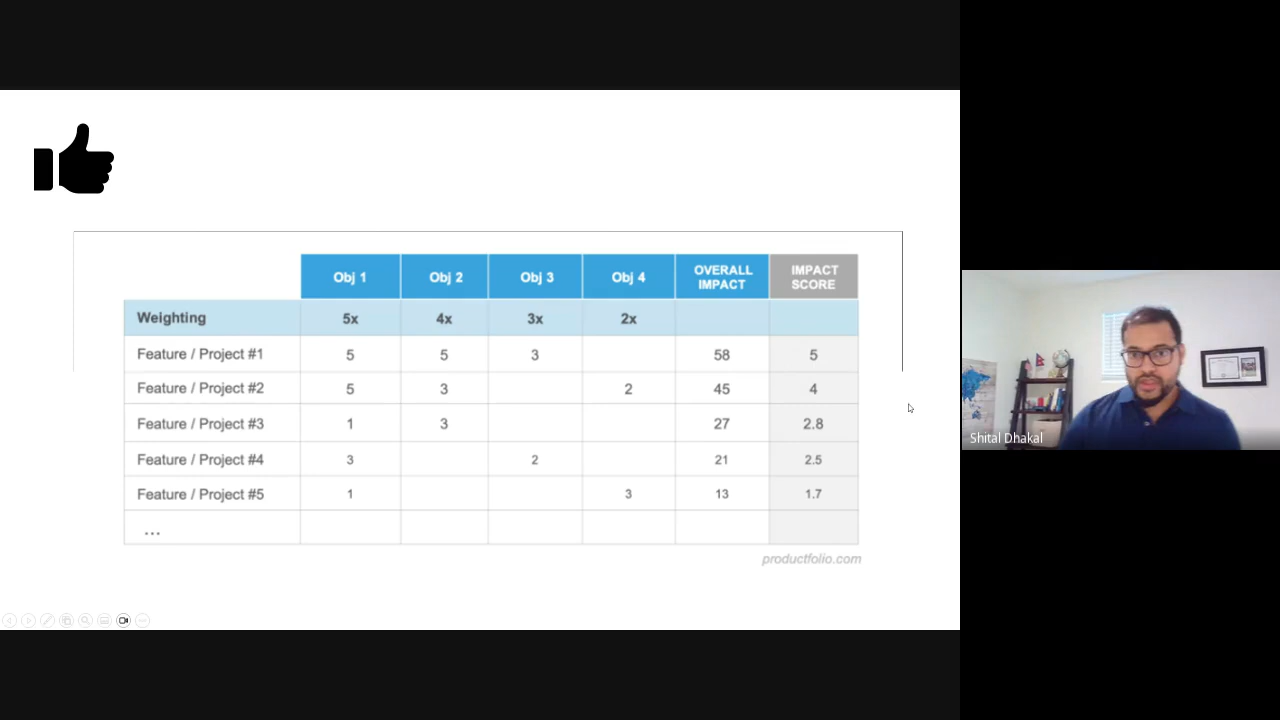 Obj 1 Obj 2 Obj 3 Obj 4 OVERALL IMPACT IMPACT SCORE
Weighting 5x 4x 3x 2x
Feature / Project #1 5 5 3 58 5
Feature / Project #2 5 3 2 45 4
Feature / Project #3 1 3 27 2.8
Feature / Project #4 3 2 21 2.5
Feature / Project #5 1 3 13 1.7
...
productfolio.com
Shital Dhakal